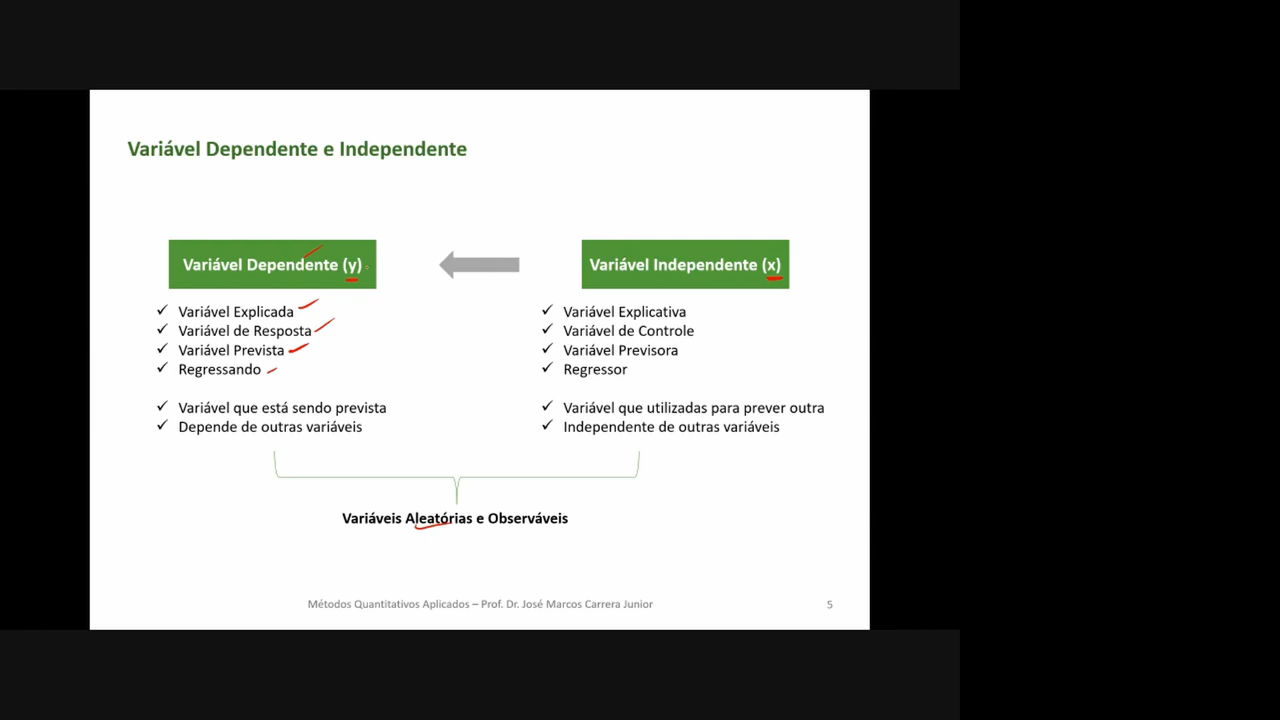 Variável Dependente e Independente
Variável Dependente (y)
Variável Explicada
Variável de Resposta
Variável Prevista
Regressando
Variável que está sendo prevista
Depende de outras variáveis
Variável Independente (x)
Variável Explicativa
Variável de Controle
Variável Previsora
Regressor
Variável que utilizadas para prever outra
Independente de outras variáveis
Variáveis Aleatórias e Observáveis
Métodos Quantitativos Aplicados – Prof. Dr. José Marcos Carrera Junior
5